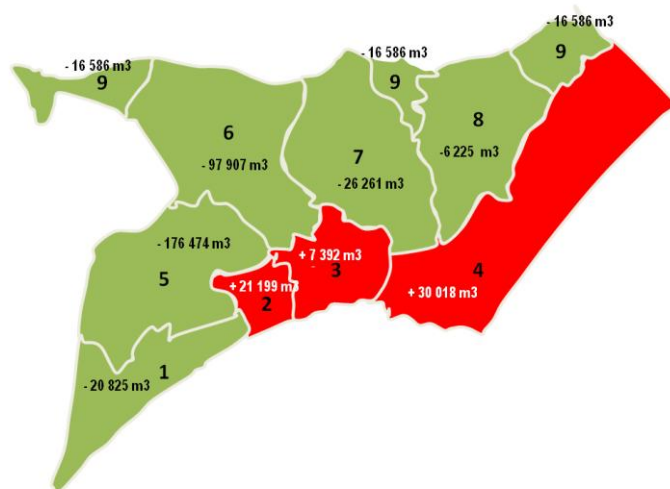 - 16 586 m3
9
- 16 586 m3
9
- 16 586 m3
9
6
- 97 907 m3
7
- 26 261 m3
8
-6 225 m3
- 176 474 m3
5
+ 21 199 m3
2
+ 7 392 m3
3
4
+ 30 018 m3
1
- 20 825 m3